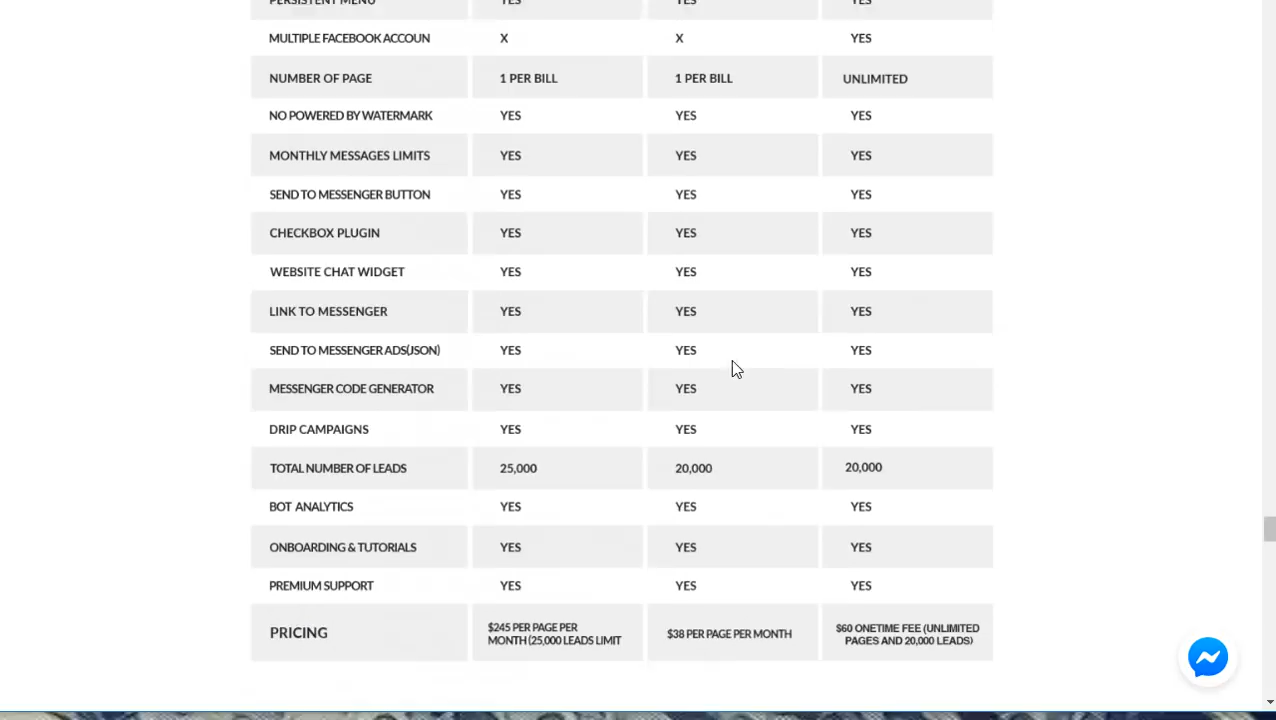 PERSISTENT MENU YES YES YES
MULTIPLE FACEBOOK ACCOUN X X YES
NUMBER OF PAGE 1 PER BILL 1 PER BILL UNLIMITED
NO POWERED BY WATERMARK YES YES YES
MONTHLY MESSAGES LIMITS YES YES YES
SEND TO MESSENGER BUTTON YES YES YES
CHECKBOX PLUGIN YES YES YES
WEBSITE CHAT WIDGET YES YES YES
LINK TO MESSENGER YES YES YES
SEND TO MESSENGER ADS(JSON) YES YES YES
MESSENGER CODE GENERATOR YES YES YES
DRIP CAMPAIGNS YES YES YES
TOTAL NUMBER OF LEADS 25,000 20,000 20,000
BOT ANALYTICS YES YES YES
ONBOARDING & TUTORIALS YES YES YES
PREMIUM SUPPORT YES YES YES
PRICING
$245 PER PAGE PER
MONTH (25,000 LEADS LIMIT
$38 PER PAGE PER MONTH
$60 ONETIME FEE (UNLIMITED
PAGES AND 20,000 LEADS)